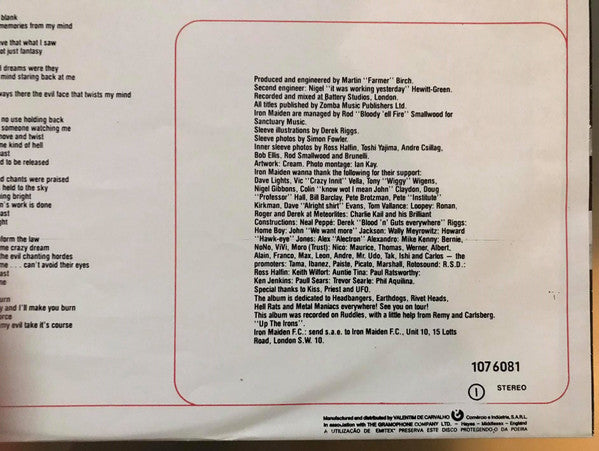 blank
memories from my mind
ve that what I saw
ot just fantasy
l dreams were they
mind staring back at me
ways there the evil face that twists my mind
no use holding back
someone watching me
ove and twist
me kind of hell
ast
d to be released
d chants were praised
held to the sky
ning bright
n's work is done
ast
ght
nform the law
me crazy dream
the evil chanting hordes
me . . . can't avoid their eyes
ast
me
urn
y and I'll make you burn
orce
my evil take it's course
Produced and engineered by Martin "Farmer" Birch.
Second engineer: Nigel "it was working yesterday" Hewitt-Green.
Recorded and mixed at Battery Studios, London.
All titles published by Zomba Music Publishers Ltd.
Iron Maiden are managed by Rod "Bloody 'ell Fire" Smallwood for
Sanctuary Music.
Sleeve illustrations by Derek Riggs.
Sleeve photos by Simon Fowler.
Inner sleeve photos by Ross Halfin, Toshi Yajima, Andre Csillag,
Bob Ellis, Rod Smallwood and Brunelli.
Artwork: Cream. Photo montage: Ian Kay.
Iron Maiden wanna thank the following for their support:
Dave Lights, Vic "Crazy Innit" Vella, Tony "Wiggy" Wigens,
Nigel Gibbons, Colin "know wot I mean John" Claydon, Doug
"Professor" Hall, Bill Barclay, Pete Brotzman, Pete "Institute"
Kirkman, Dave "Alright shirt" Evans, Tom Vallance: Loopey: Ronan,
Roger and Derek at Meteorlites: Charlie Kail and his Brilliant
Constructions: Neal Peppé: Derek "Blood 'n' Guts everywhere" Riggs:
Home Boy: John "We want more" Jackson: Wally Meyrowitz: Howard
"Hawk-eye" Jones: Alex "Alectron" Alexandre: Mike Kenny: Bernie,
NoNo, ViVi, Moro (Trust): Nico: Maurice, Thomas, Werner, Albert,
Alain, Franco, Max, Leon, Andre, Mr. Udo, Tak, Ishi and Carlos — the
promoters: Tama, Ibanez, Paiste, Picato, Marshall, Rotosound: R.S.D.:
Ross Halfin: Keith Wilfort: Auntie Tina: Paul Ratsworthy:
Ken Jenkins: Paull Sears: Trevor Searle: Phil Aquilina.
Special thanks to Kiss, Priest and UFO.
The album is dedicated to Headbangers, Earthdogs, Rivet Heads,
Hell Rats and Metal Maniacs everywhere! See you on tour!
This album was recorded on Ruddles, with a little help from Remy and Carlsberg.
"Up The Irons".
Iron Maiden F.C.: send s.a.e. to Iron Maiden F.C., Unit 10, 15 Lotts
Road, London S.W. 10.
1076081
I STEREO
Manufactured and distributed by VALENTIM DE CARVALHO Comércio e Indústria, S.A.R.L.
In association with THE GRAMOPHONE COMPANY LTD. — Hayes — Middlesex — England
A UTILIZAÇÃO DE "EMITEX" PRESERVA ESTE DISCO PROTEGENDO-O DA POEIRA